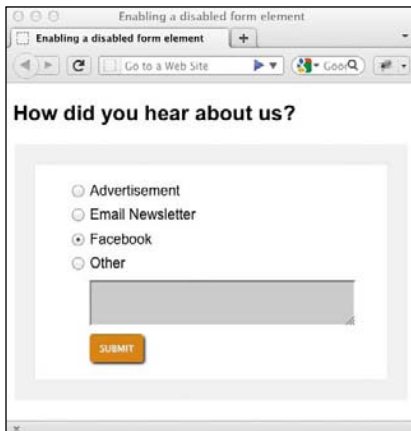 Enabling a disabled form element
Enabling a disabled form element
Go to a Web Site
How did you hear about us?
Advertisement
Email Newsletter
Facebook
Other
SUBMIT